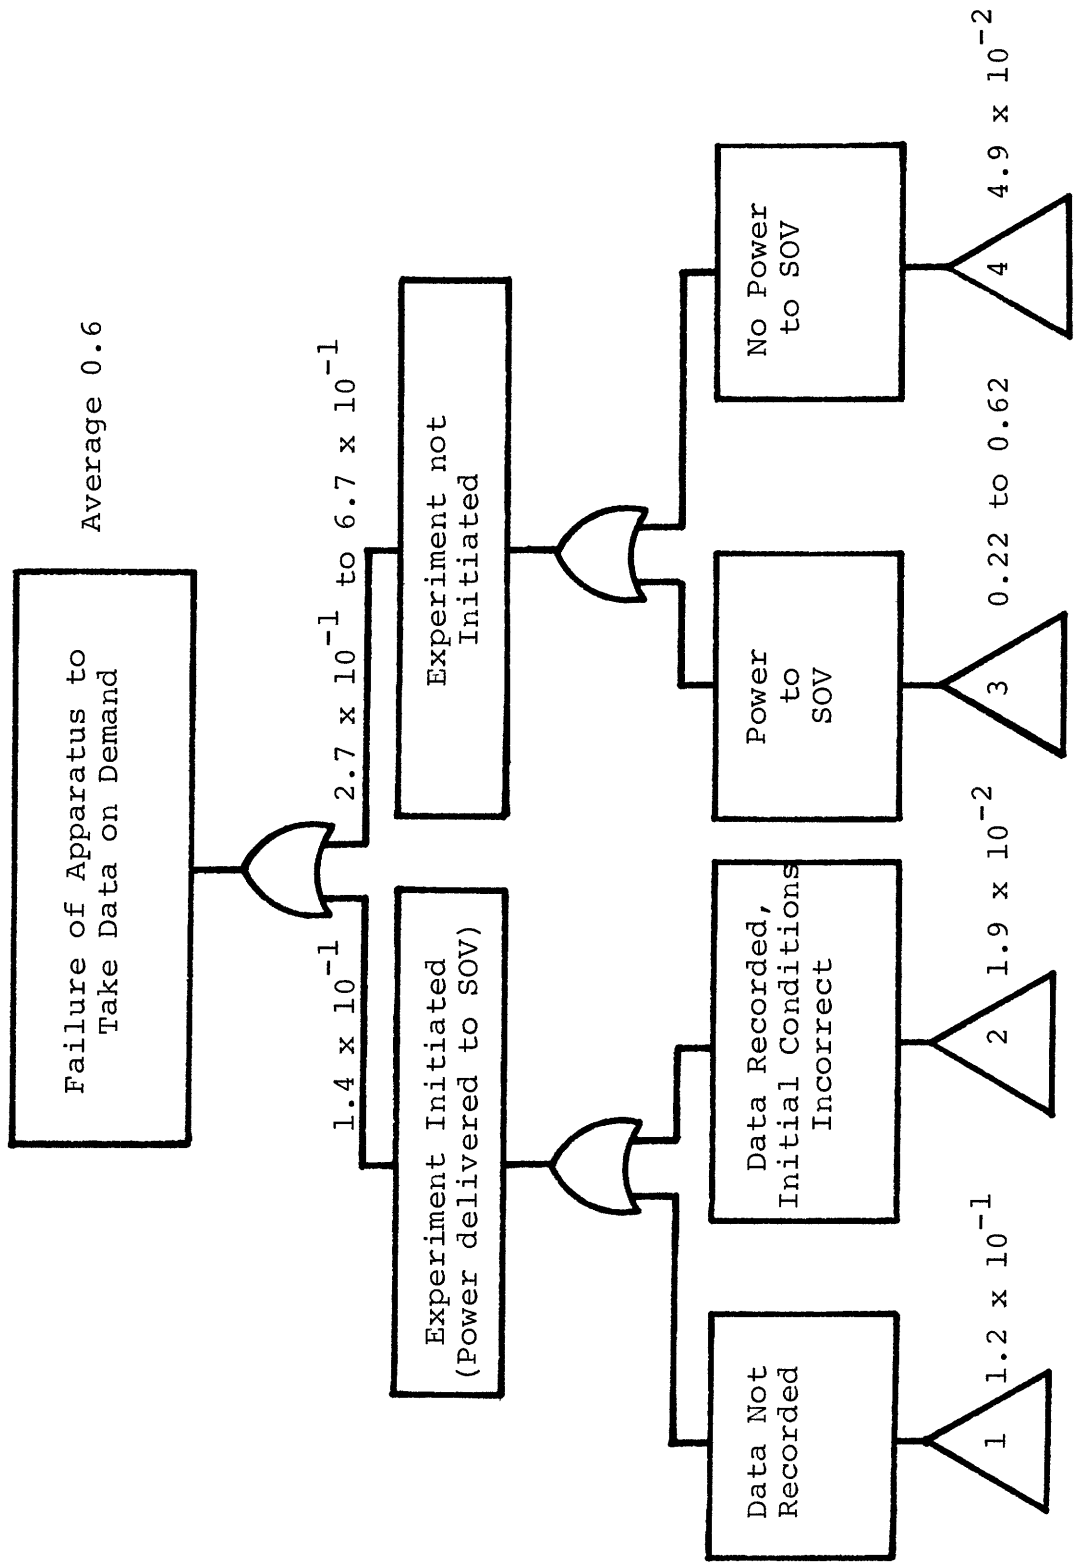 Failure of Apparatus to
Take Data on Demand
Average 0.6
1.4 x 10⁻¹
2.7 x 10⁻¹ to 6.7 x 10⁻¹
Experiment Initiated
(Power delivered to SOV)
Experiment not
Initiated
Data Not
Recorded
Data Recorded,
Initial Conditions
Incorrect
Power
to
SOV
No Power
to SOV
1
1.2 x 10⁻¹
2
1.9 x 10⁻²
3
0.22 to 0.62
4
4.9 x 10⁻²